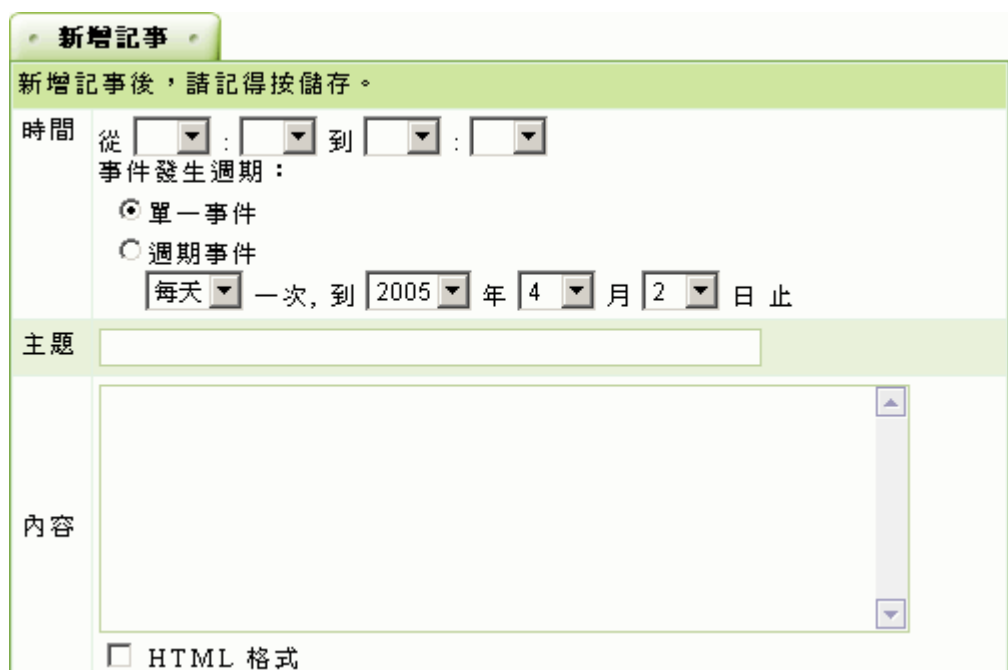 新增記事
新增記事後，請記得按儲存。
時間 從 : 到 :
事件發生週期：
單一事件
週期事件
每天 一次, 到 2005 年 4 月 2 日 止
主題
內容
HTML 格式